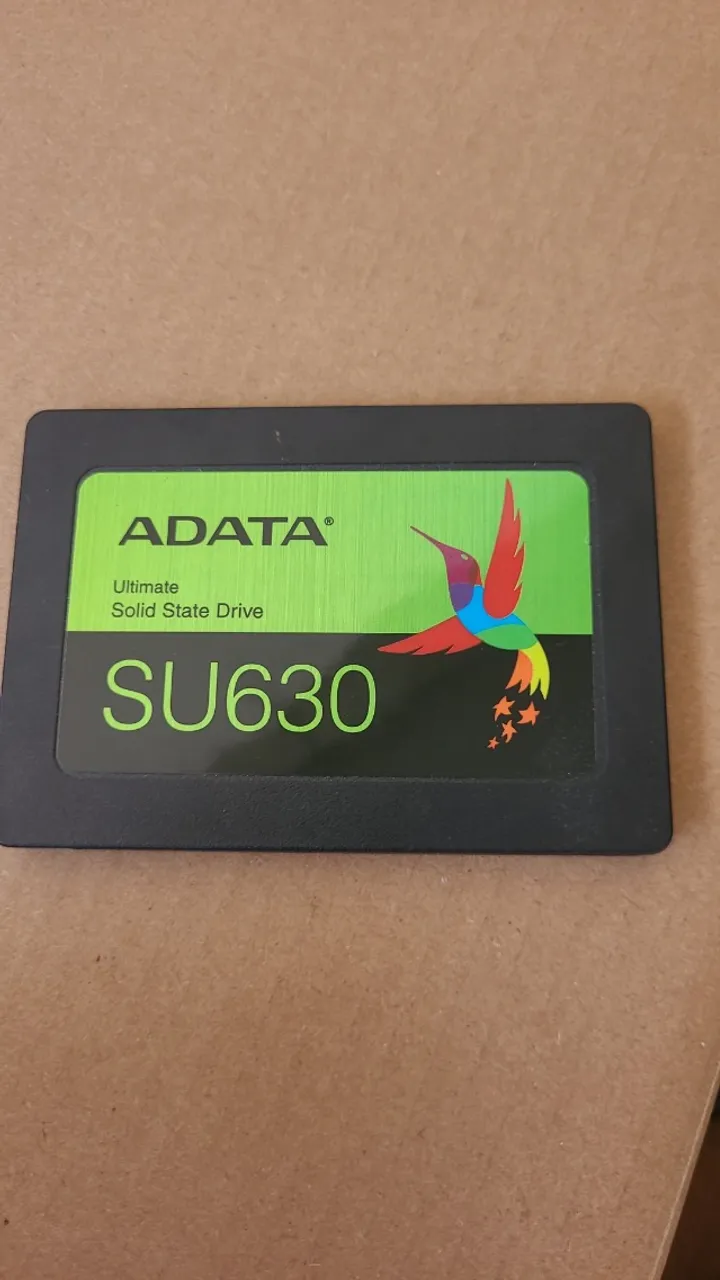 ADATA®
Ultimate
Solid State Drive
SU630